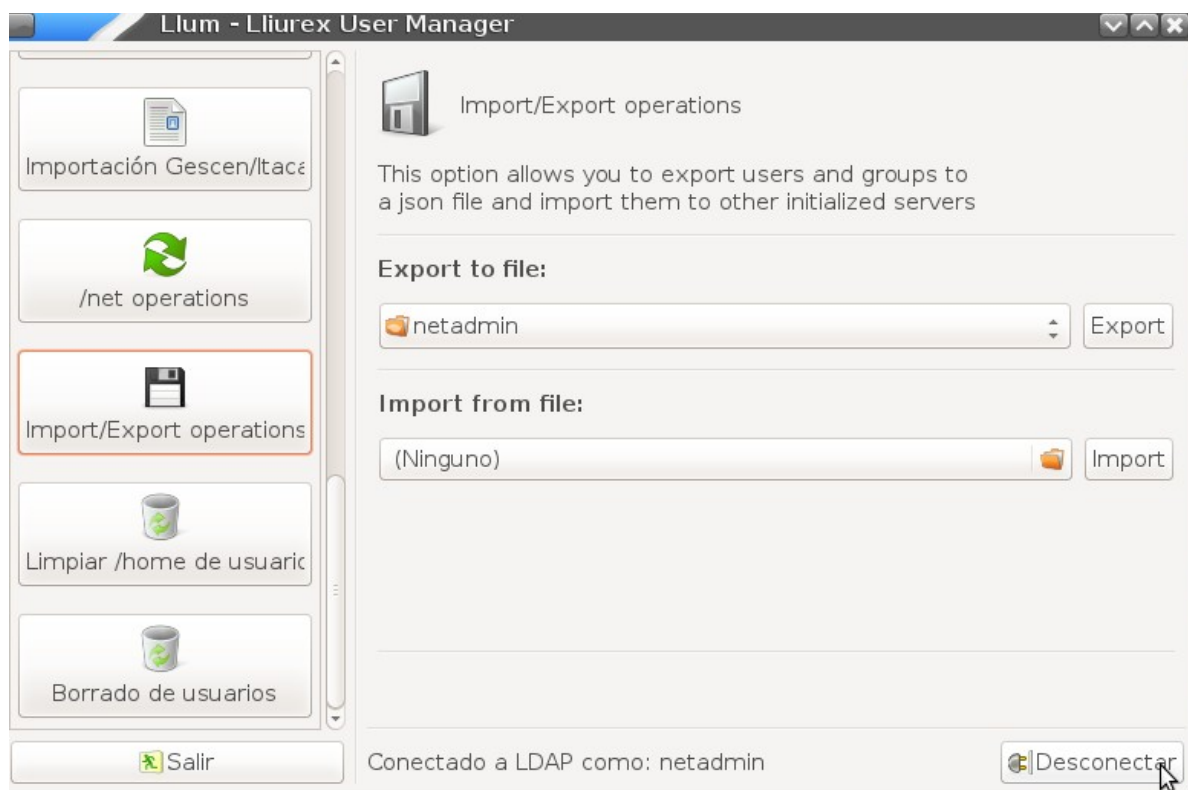 Llum - Lliurex User Manager
Importación Gescen/Itaca
/net operations
Import/Export operations
Limpiar /home de usuario
Borrado de usuarios
Salir
Import/Export operations
This option allows you to export users and groups to
a json file and import them to other initialized servers
Export to file:
netadmin
Export
Import from file:
(Ninguno)
Import
Conectado a LDAP como: netadmin
Desconectar